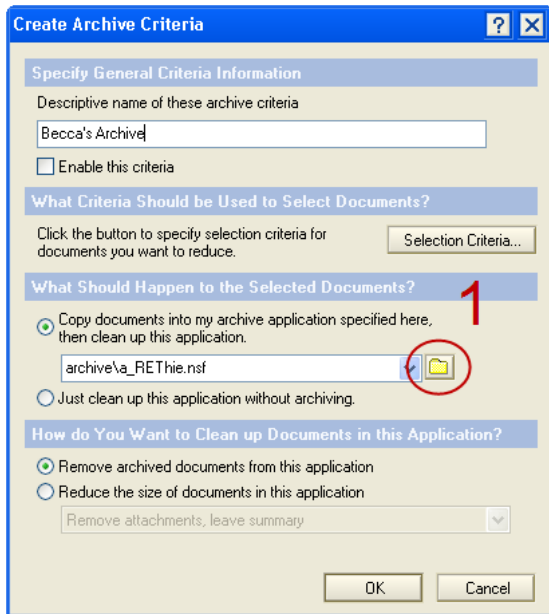 Create Archive Criteria
Specify General Criteria Information
Descriptive name of these archive criteria
Becca's Archive
Enable this criteria
What Criteria Should be Used to Select Documents?
Click the button to specify selection criteria for
documents you want to reduce.
Selection Criteria...
What Should Happen to the Selected Documents?
1
Copy documents into my archive application specified here,
then clean up this application.
archive\a_REThie.nsf
Just clean up this application without archiving.
How do You Want to Clean up Documents in this Application?
Remove archived documents from this application
Reduce the size of documents in this application
Remove attachments, leave summary
OK Cancel